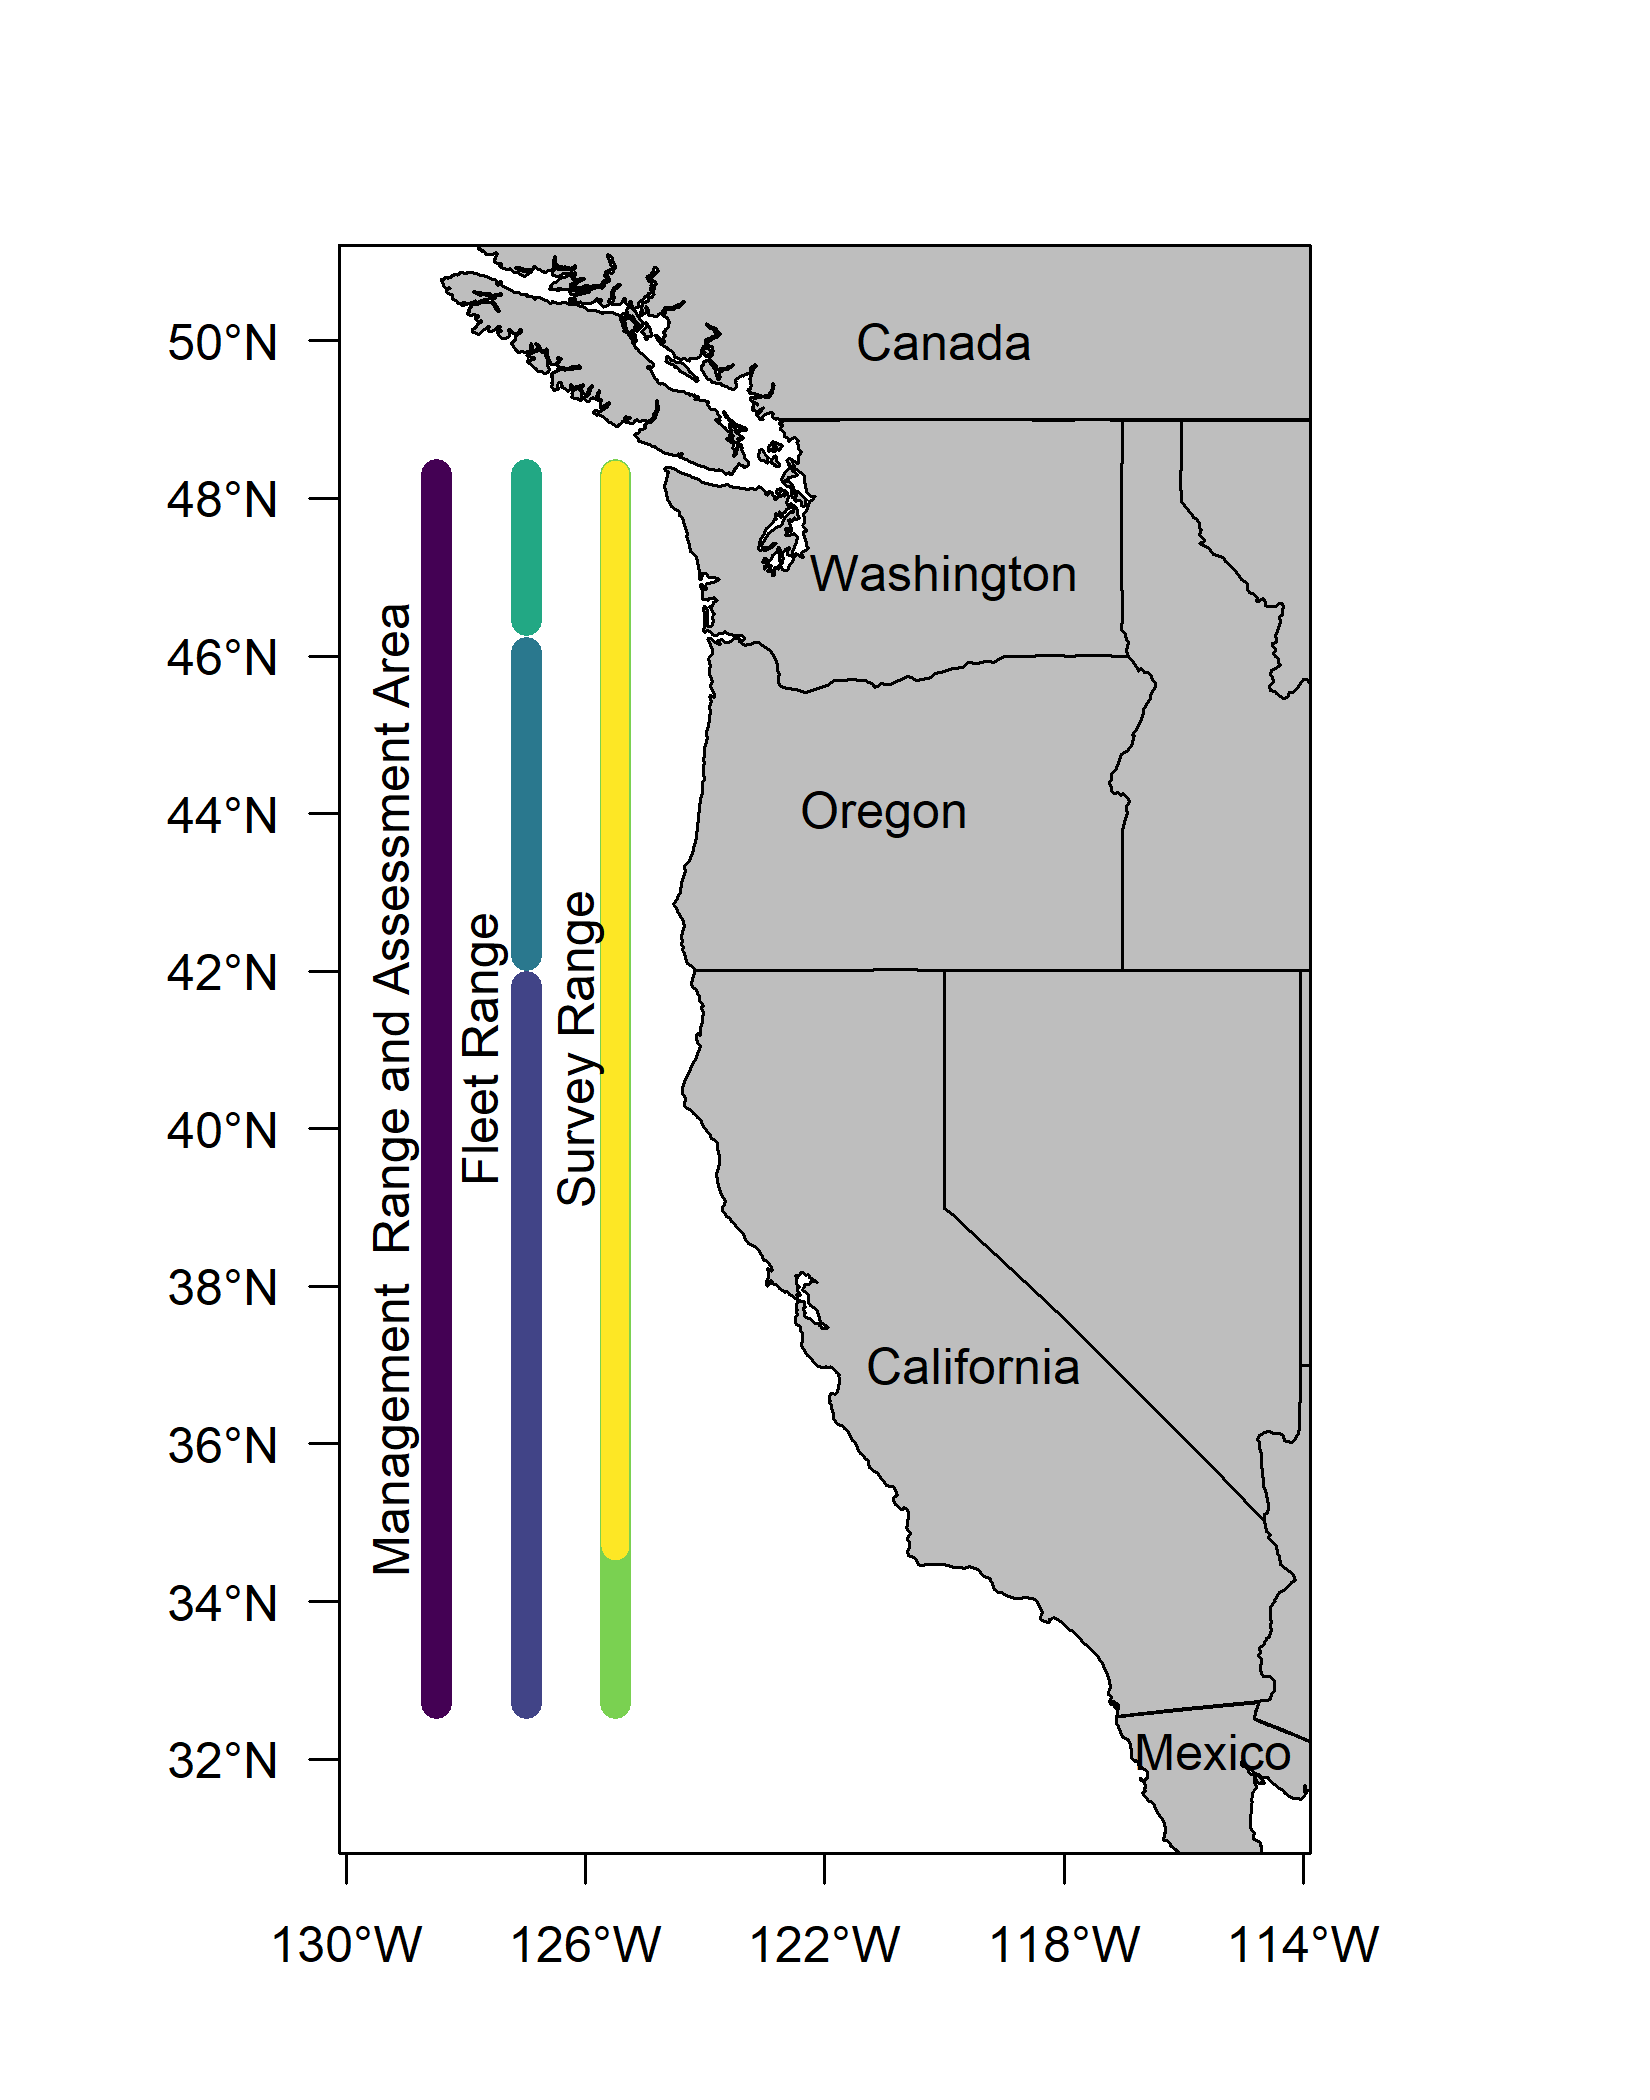 50°N
48°N
46°N
44°N
42°N
40°N
38°N
36°N
34°N
32°N
130°W
126°W
122°W
118°W
114°W
Management  Range and Assessment Area
Fleet Range
Survey Range
Canada
Washington
Oregon
California
Mexico